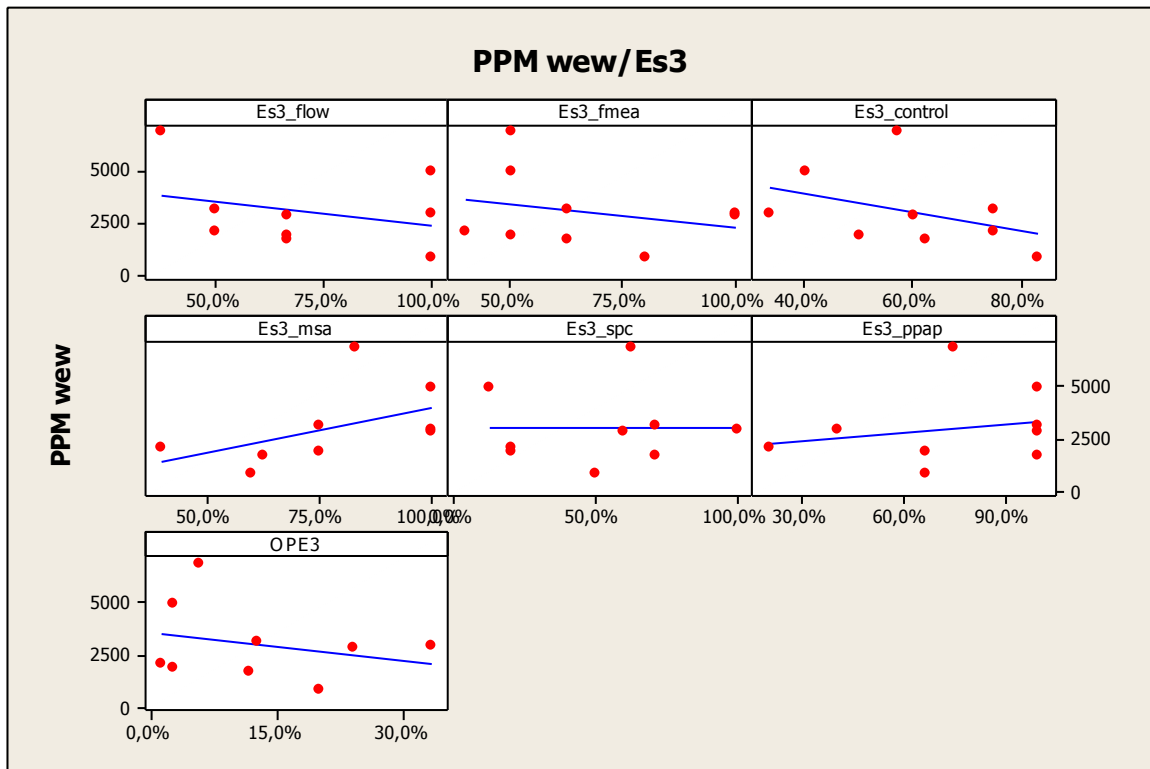 PPM wew/Es3
Es3_flow Es3_fmea Es3_control
5000
2500
0
50,0% 75,0% 100,0% 50,0% 75,0% 100,0% 40,0% 60,0% 80,0%
Es3_msa Es3_spc Es3_ppap
PPM wew
5000
2500
0
50,0% 75,0% 100,0% 0,0% 50,0% 100,0% 30,0% 60,0% 90,0%
OPE3
5000
2500
0
0,0% 15,0% 30,0%